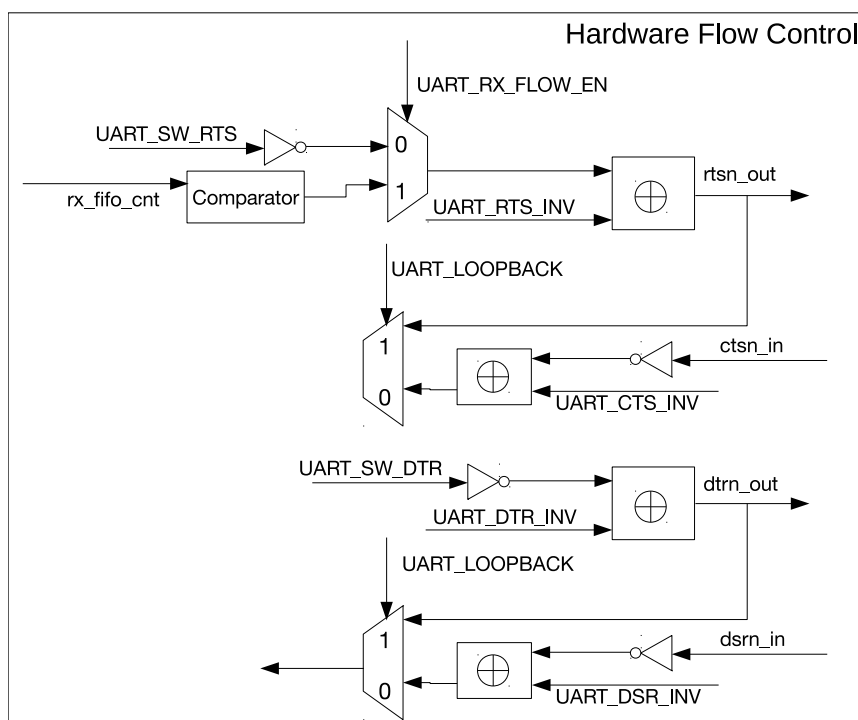 Hardware Flow Control
UART_RX_FLOW_EN
UART_SW_RTS
0
rtsn_out
rx_fifo_cnt
Comparator
1
UART_RTS_INV
UART_LOOPBACK
1
ctsn_in
0
UART_CTS_INV
UART_SW_DTR
dtrn_out
UART_DTR_INV
UART_LOOPBACK
1
dsrn_in
0
UART_DSR_INV